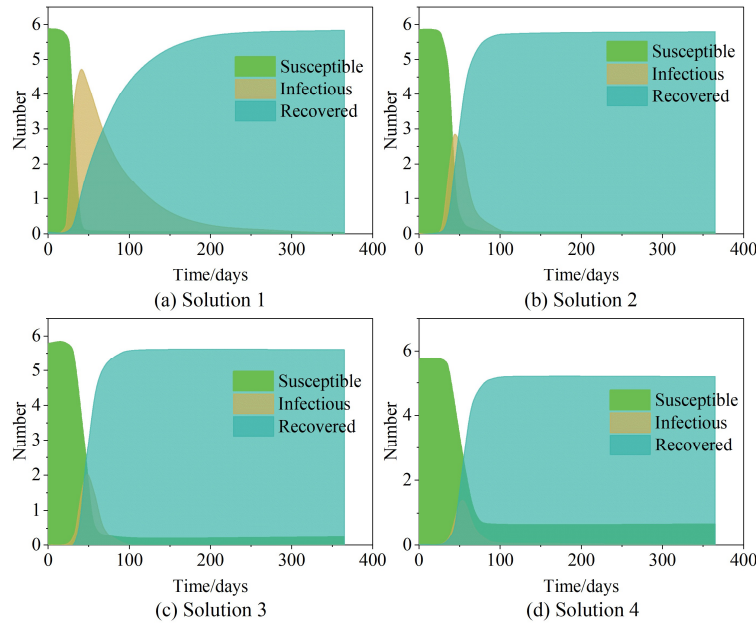 6
5
4
3
2
1
0
Number
Susceptible
Infectious
Recovered
0 100 200 300 400
Time/days
(a) Solution 1
6
5
4
3
2
1
0
Number
Susceptible
Infectious
Recovered
0 100 200 300 400
Time/days
(b) Solution 2
6
5
4
3
2
1
0
Number
Susceptible
Infectious
Recovered
0 100 200 300 400
Time/days
(c) Solution 3
6
4
2
0
Number
Susceptible
Infectious
Recovered
0 100 200 300 400
Time/days
(d) Solution 4